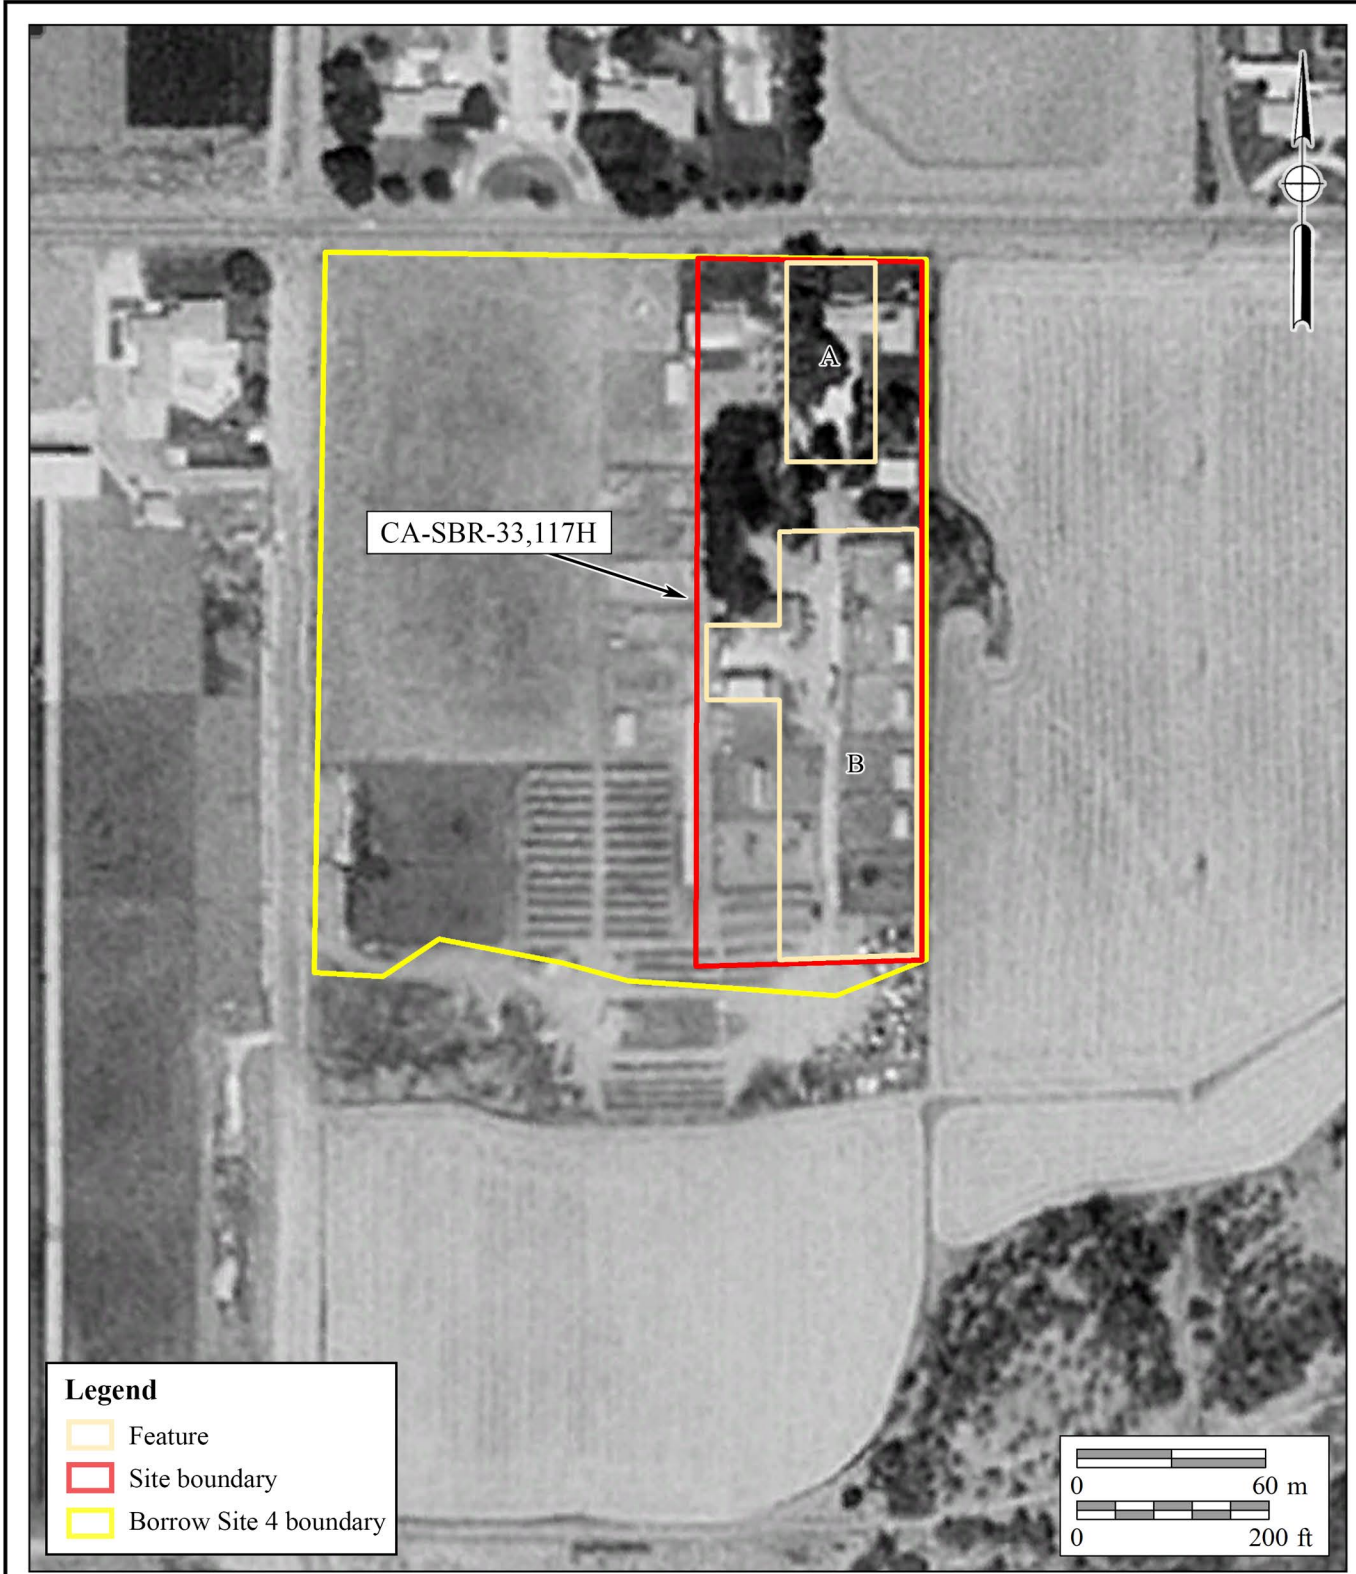 A
CA-SBR-33,117H
B
Legend
Feature
Site boundary
Borrow Site 4 boundary
0 60 m
0 200 ft